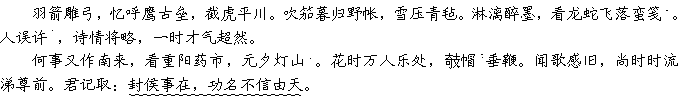 羽箭雕弓，忆呼鹰古垒，截虎平川。吹笳暮归野帐，雪压青毡。淋漓醉墨，看龙蛇飞落蛮笺。
人误许，诗情将略，一时才气超然。
何事又作南来，看重阳药市，元夕灯山。花时万人乐处，欹帽垂鞭。闻歌感旧，尚时时流
涕尊前。君记取：封侯事在，功名不信由天。